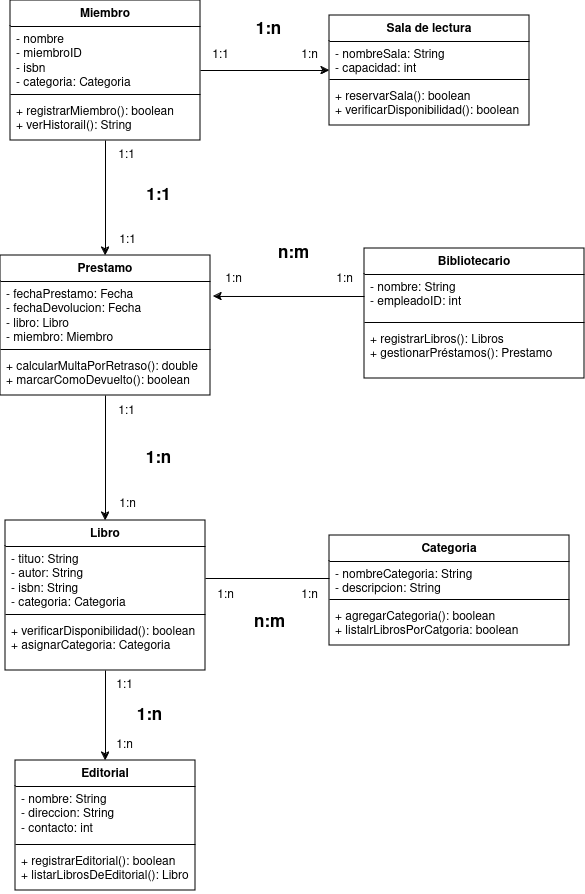 Miembro
- nombre
- miembroID
- isbn
- categoria: Categoria
+ registrarMiembro(): boolean
+ verHistorail(): String
1:n
1:1
1:n
Sala de lectura
- nombreSala: String
- capacidad: int
+ reservarSala(): boolean
+ verificarDisponibilidad(): boolean
1:1
1:1
1:1
Prestamo
- fechaPrestamo: Fecha
- fechaDevolucion: Fecha
- libro: Libro
- miembro: Miembro
+ calcularMultaPorRetraso(): double
+ marcarComoDevuelto(): boolean
n:m
1:n
1:n
Bibliotecario
- nombre: String
- empleadoID: int
+ registrarLibros(): Libros
+ gestionarPréstamos(): Prestamo
1:1
1:n
1:n
Libro
- tituo: String
- autor: String
- isbn: String
- categoria: Categoria
+ verificarDisponibilidad(): boolean
+ asignarCategoria: Categoria
1:n
1:n
n:m
Categoria
- nombreCategoria: String
- descripcion: String
+ agregarCategoria(): boolean
+ listalrLibrosPorCatgoria: boolean
1:1
1:n
1:n
Editorial
- nombre: String
- direccion: String
- contacto: int
+ registrarEditorial(): boolean
+ listarLibrosDeEditorial(): Libro